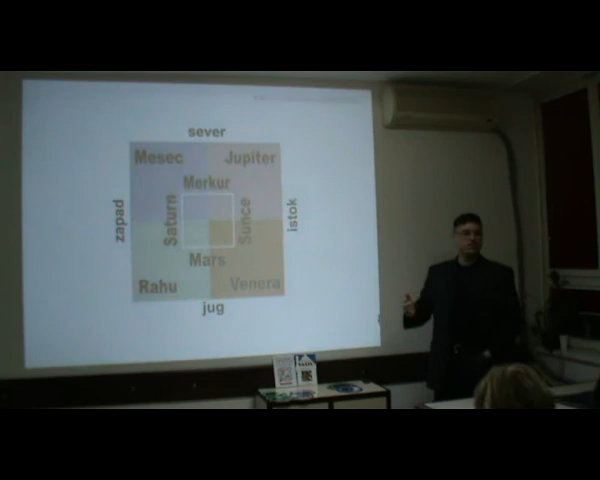 sever
Mesec Jupiter
Merkur
zapad Saturn Sunce istok
Mars
Rahu Venera
jug